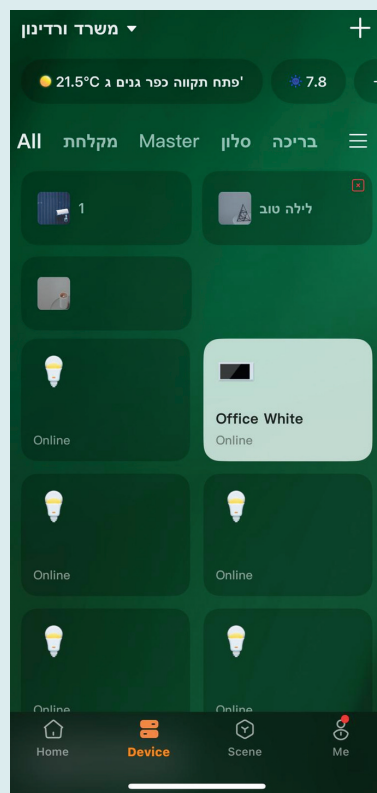 משרד ורדינון
פתח תקווה כפר גנים ג' 21.5°C
7.8
All מקלחת Master סלון בריכה
1
לילה טוב
Online
Office White
Online
Online
Online
Online
Online
Home
Device
Scene
Me